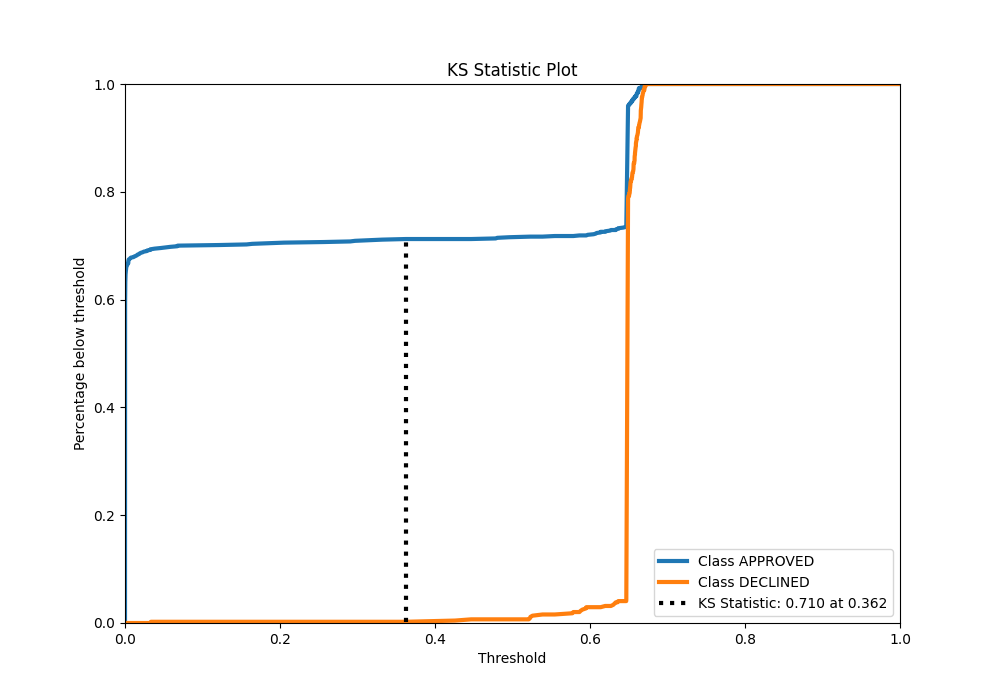 KS Statistic Plot
1.0
0.8
0.6
0.4
0.2
0.0
Percentage below threshold
0.0 0.2 0.4 0.6 0.8 1.0
Threshold
Class APPROVED
Class DECLINED
KS Statistic: 0.710 at 0.362